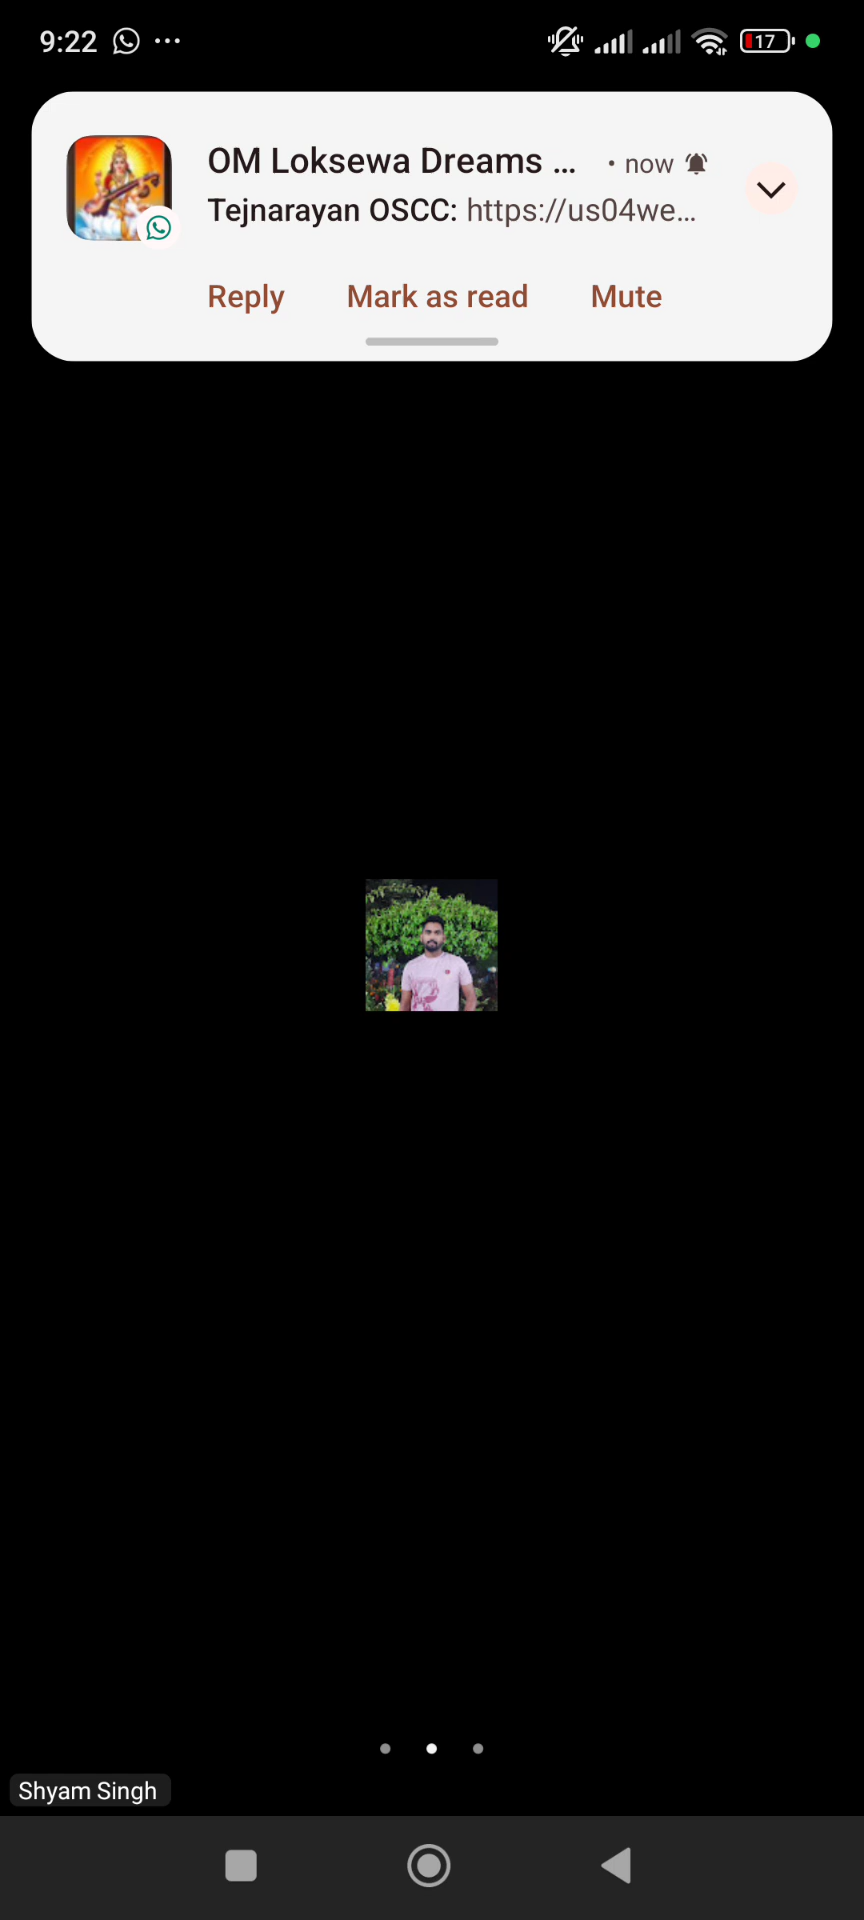 9:22
17
OM Loksewa Dreams ... • now
Tejnarayan OSCC: https://us04we...
Reply Mark as read Mute
Shyam Singh